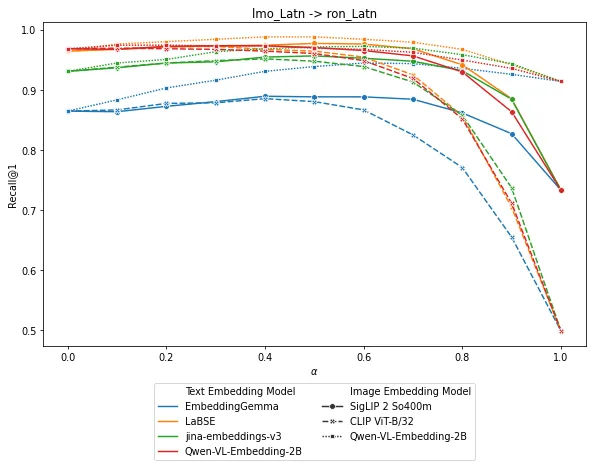 lmo_Latn -> ron_Latn
1.0
0.9
0.8
0.7
0.6
0.5
Recall@1
0.0 0.2 0.4 0.6 0.8 1.0
α
Text Embedding Model Image Embedding Model
EmbeddingGemma SigLIP 2 So400m
LaBSE CLIP ViT-B/32
jina-embeddings-v3 Qwen-VL-Embedding-2B
Qwen-VL-Embedding-2B